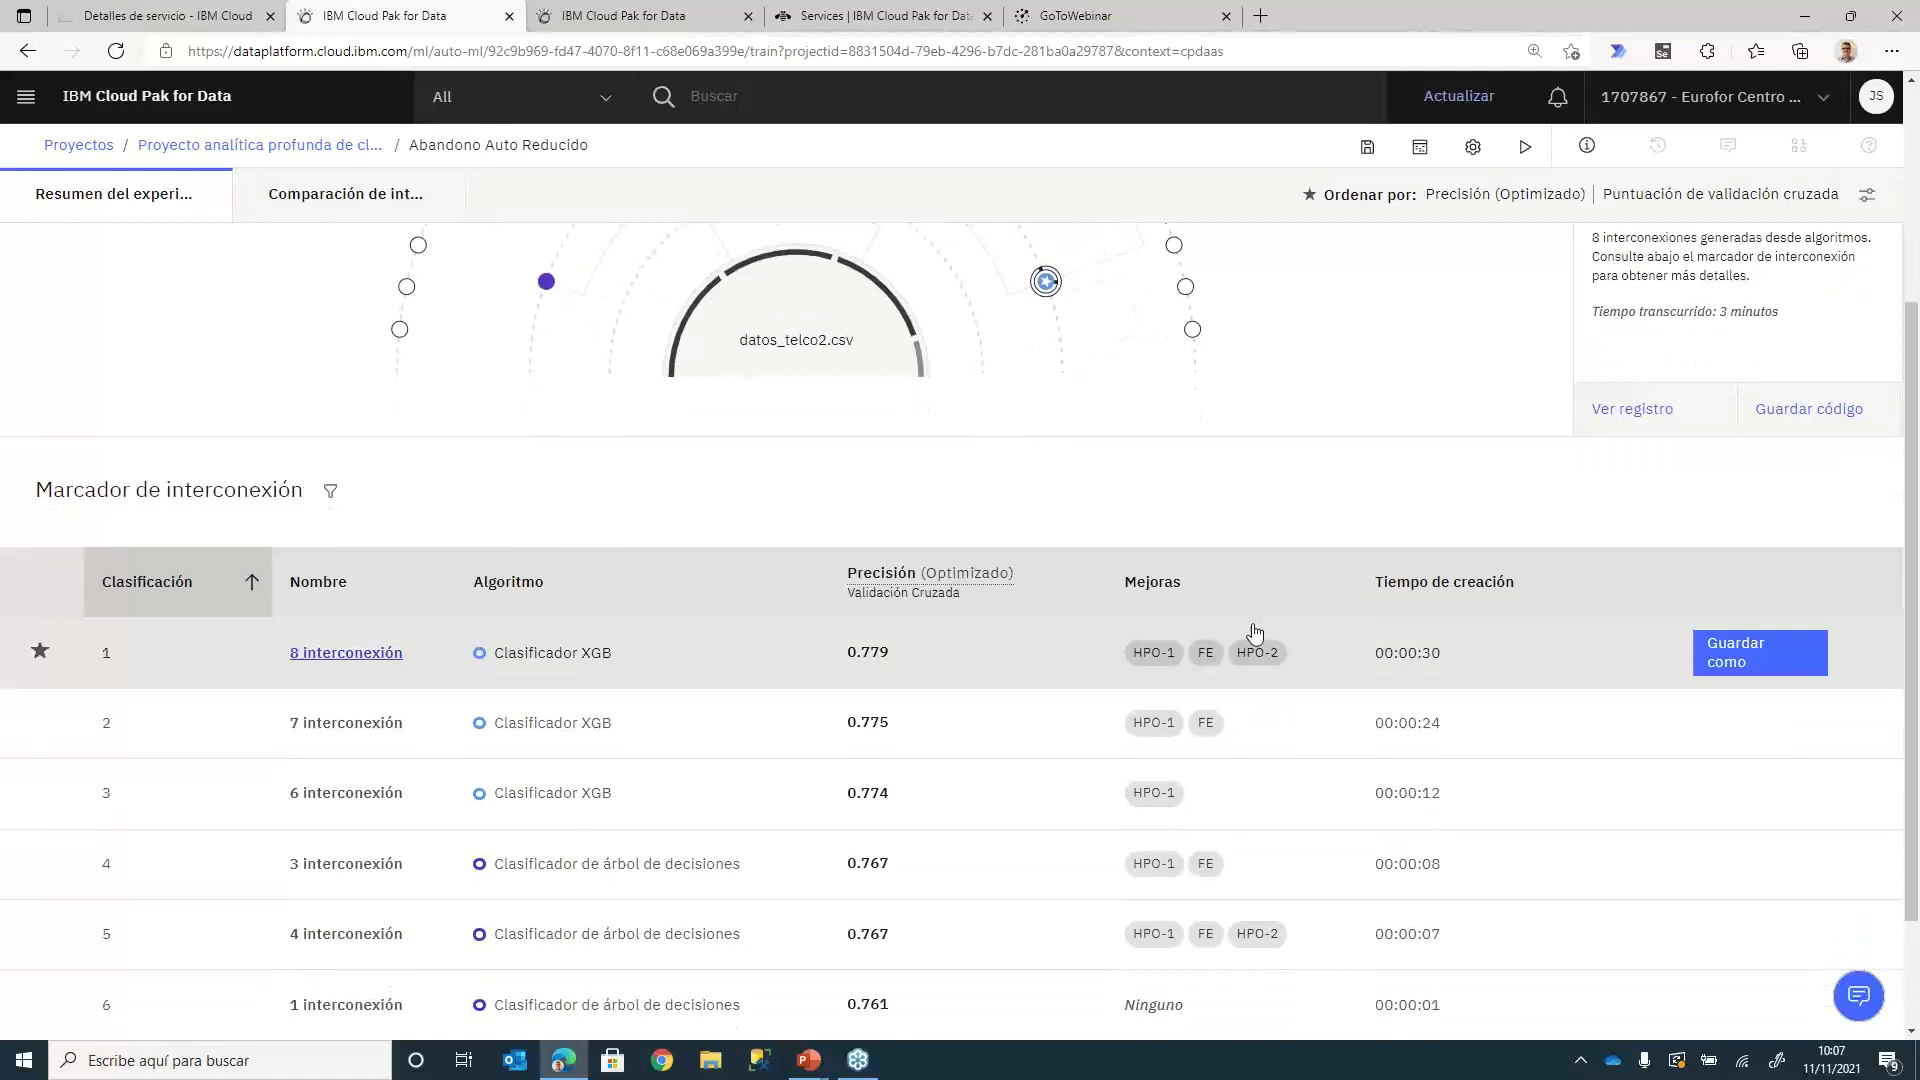 Detalles de servicio - IBM Cloud
IBM Cloud Pak for Data
IBM Cloud Pak for Data
Services | IBM Cloud Pak for Dat
GoToWebinar
https://dataplatform.cloud.ibm.com/ml/auto-ml/92c9b969-fd47-4070-8f11-c68e069a399e/train?projectid=8831504d-79eb-4296-b7dc-281ba0a29787&context=cpdaas
IBM Cloud Pak for Data
All
Buscar
Actualizar
1707867 - Eurofor Centro ...
JS
Proyectos / Proyecto analítica profunda de cl... / Abandono Auto Reducido
Resumen del experi...
Comparación de int...
★ Ordenar por: Precisión (Optimizado) | Puntuación de validación cruzada
datos_telco2.csv
8 interconexiones generadas desde algoritmos.
Consulte abajo el marcador de interconexión
para obtener más detalles.
Tiempo transcurrido: 3 minutos
Ver registro
Guardar código
Marcador de interconexión
Clasificación Nombre Algoritmo Precisión (Optimizado) Mejoras Tiempo de creación
Validación Cruzada
1 8 interconexión Clasificador XGB 0.779 HPO-1 FE HPO-2 00:00:30
Guardar
como
2 7 interconexión Clasificador XGB 0.775 HPO-1 FE 00:00:24
3 6 interconexión Clasificador XGB 0.774 HPO-1 00:00:12
4 3 interconexión Clasificador de árbol de decisiones 0.767 HPO-1 FE 00:00:08
5 4 interconexión Clasificador de árbol de decisiones 0.767 HPO-1 FE HPO-2 00:00:07
6 1 interconexión Clasificador de árbol de decisiones 0.761 Ninguno 00:00:01
Escribe aquí para buscar
10:07
11/11/2021
9